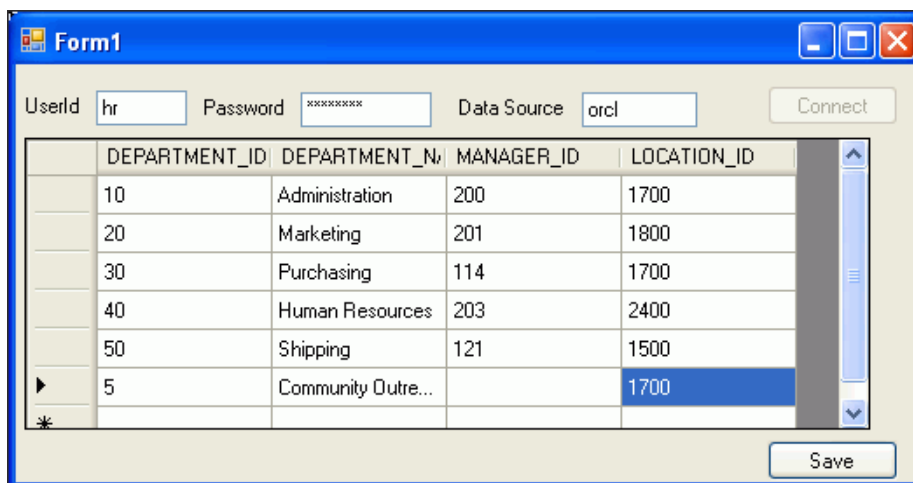 Form1
UserId hr Password ******** Data Source orcl Connect
DEPARTMENT_ID DEPARTMENT_N MANAGER_ID LOCATION_ID
10 Administration 200 1700
20 Marketing 201 1800
30 Purchasing 114 1700
40 Human Resources 203 2400
50 Shipping 121 1500
5 Community Outre... 1700
Save